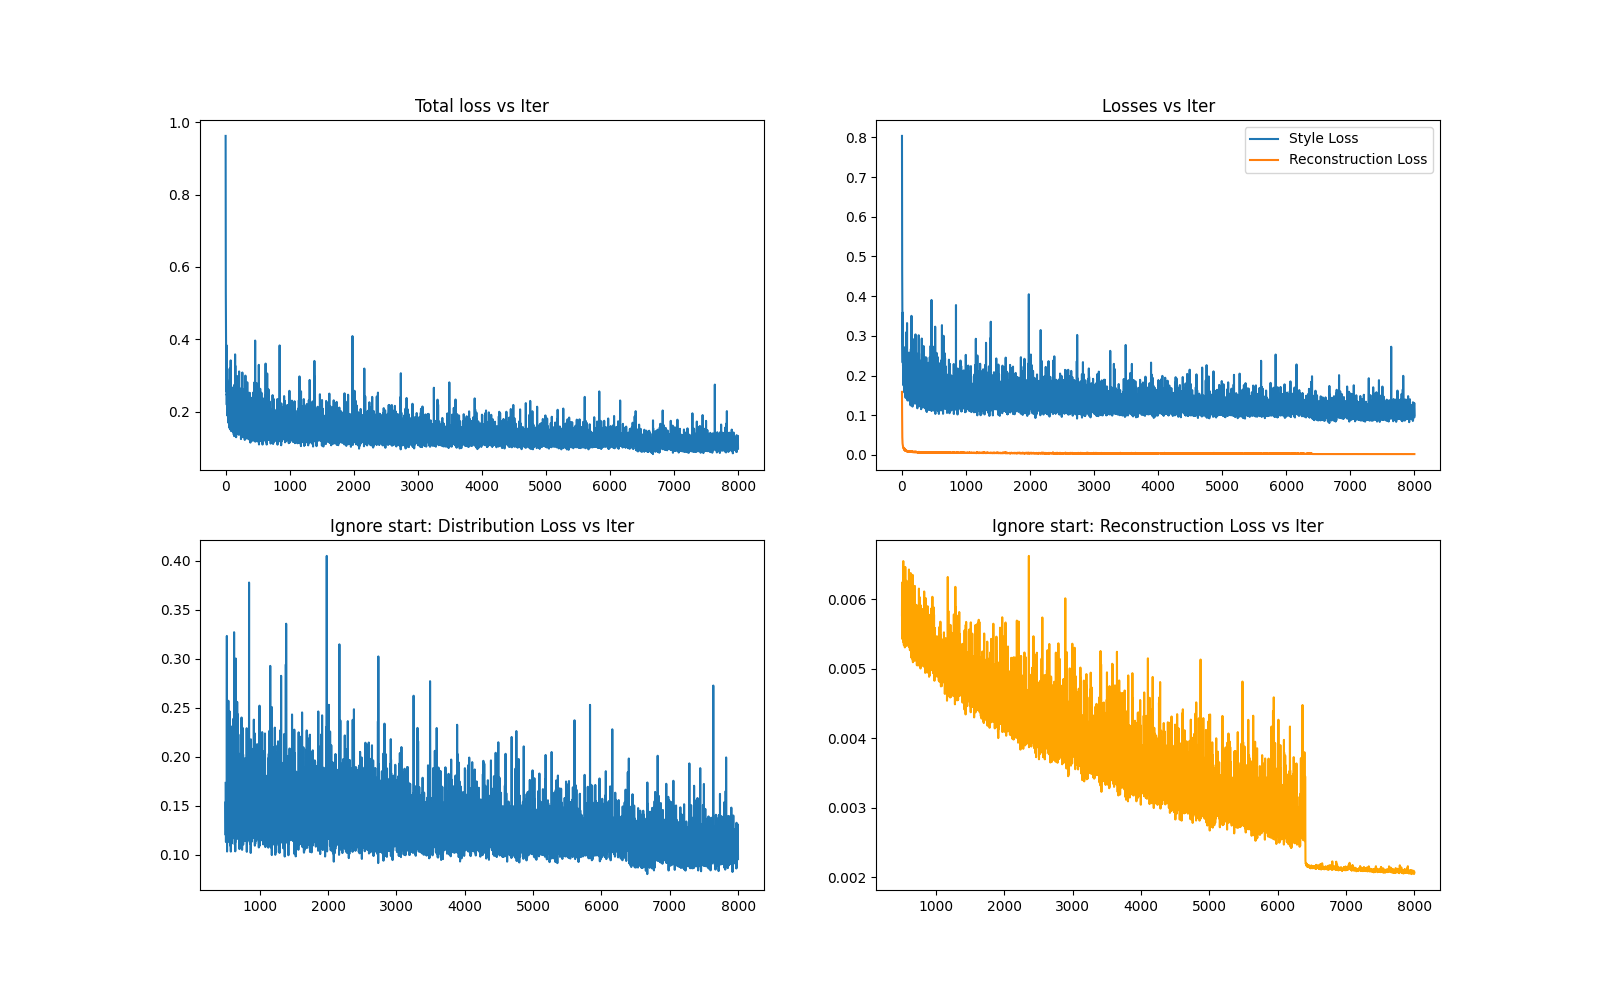 Total loss vs Iter
1.0
0.8
0.6
0.4
0.2
0 1000 2000 3000 4000 5000 6000 7000 8000
Losses vs Iter
Style Loss
Reconstruction Loss
0.8
0.7
0.6
0.5
0.4
0.3
0.2
0.1
0.0
0 1000 2000 3000 4000 5000 6000 7000 8000
Ignore start: Distribution Loss vs Iter
0.40
0.35
0.30
0.25
0.20
0.15
0.10
1000 2000 3000 4000 5000 6000 7000 8000
Ignore start: Reconstruction Loss vs Iter
0.006
0.005
0.004
0.003
0.002
1000 2000 3000 4000 5000 6000 7000 8000